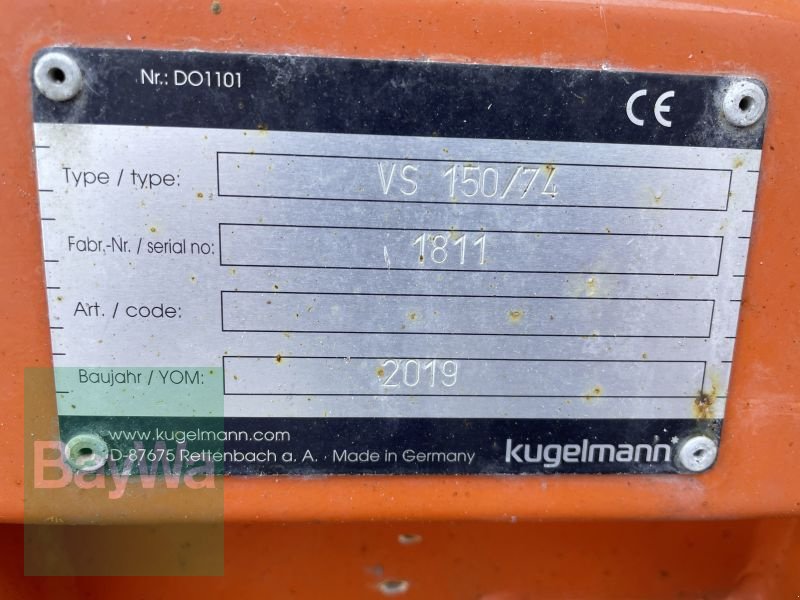 Nr.: DO1101
CE
Type / type: VS 150/74
Fabr.-Nr. / serial no: 1811
Art. / code:
Baujahr / YOM: 2019
www.kugelmann.com
D-87675 Rettenbach a. A. · Made in Germany
kugelmann*
BayWa